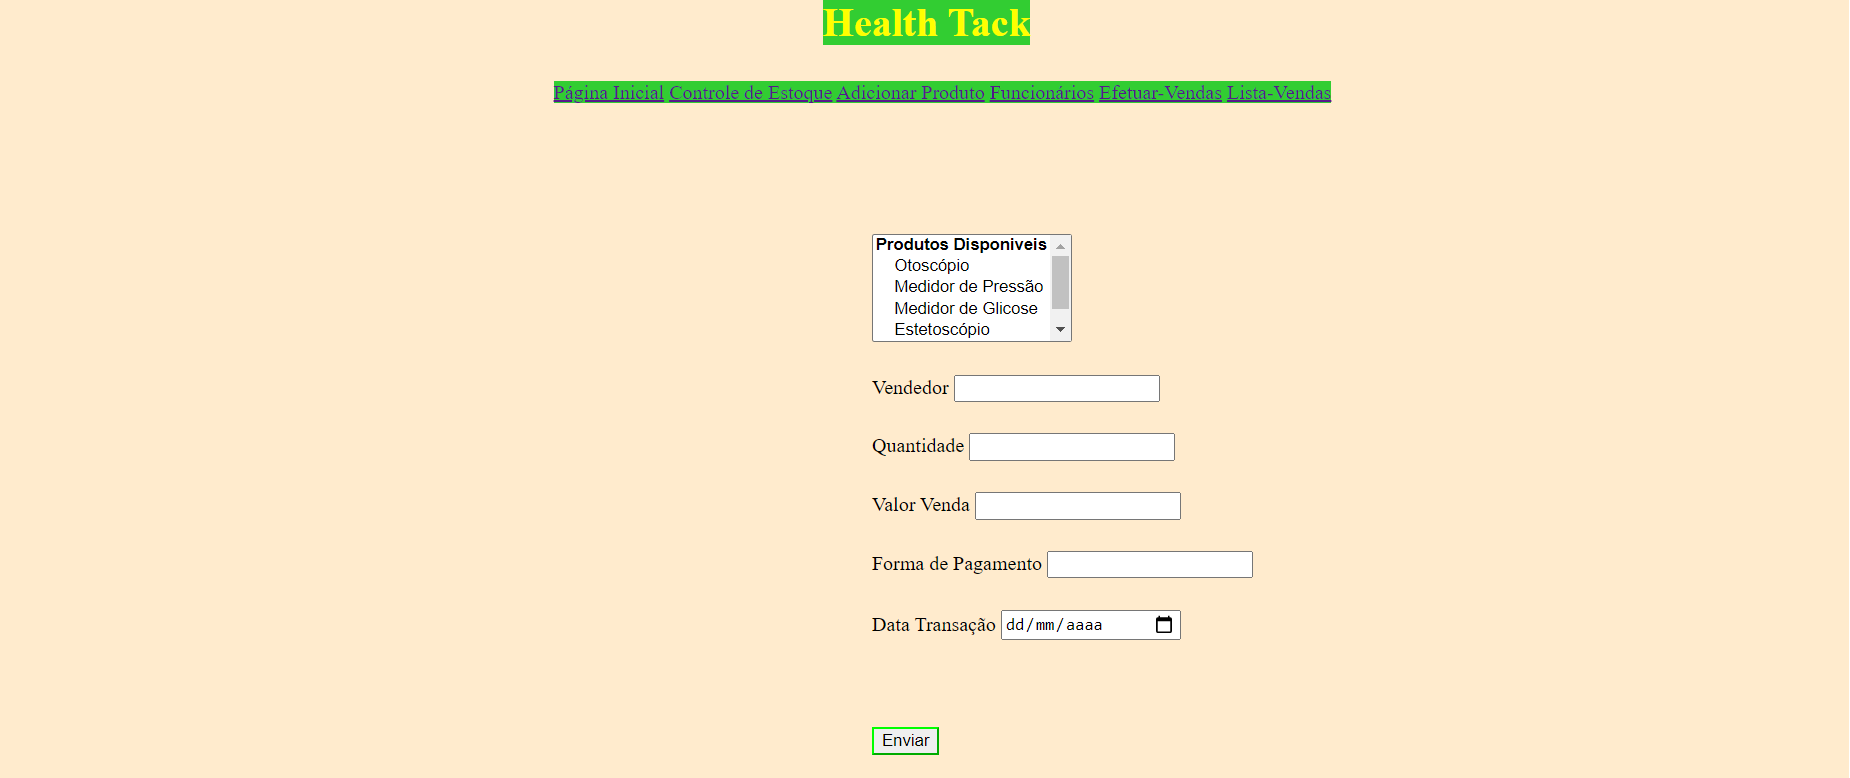 Health Tack
Página Inicial Controle de Estoque Adicionar Produto Funcionários Efetuar-Vendas Lista-Vendas
Produtos Disponiveis
Otoscópio
Medidor de Pressão
Medidor de Glicose
Estetoscópio
Vendedor
Quantidade
Valor Venda
Forma de Pagamento
Data Transação dd/mm/aaaa
Enviar